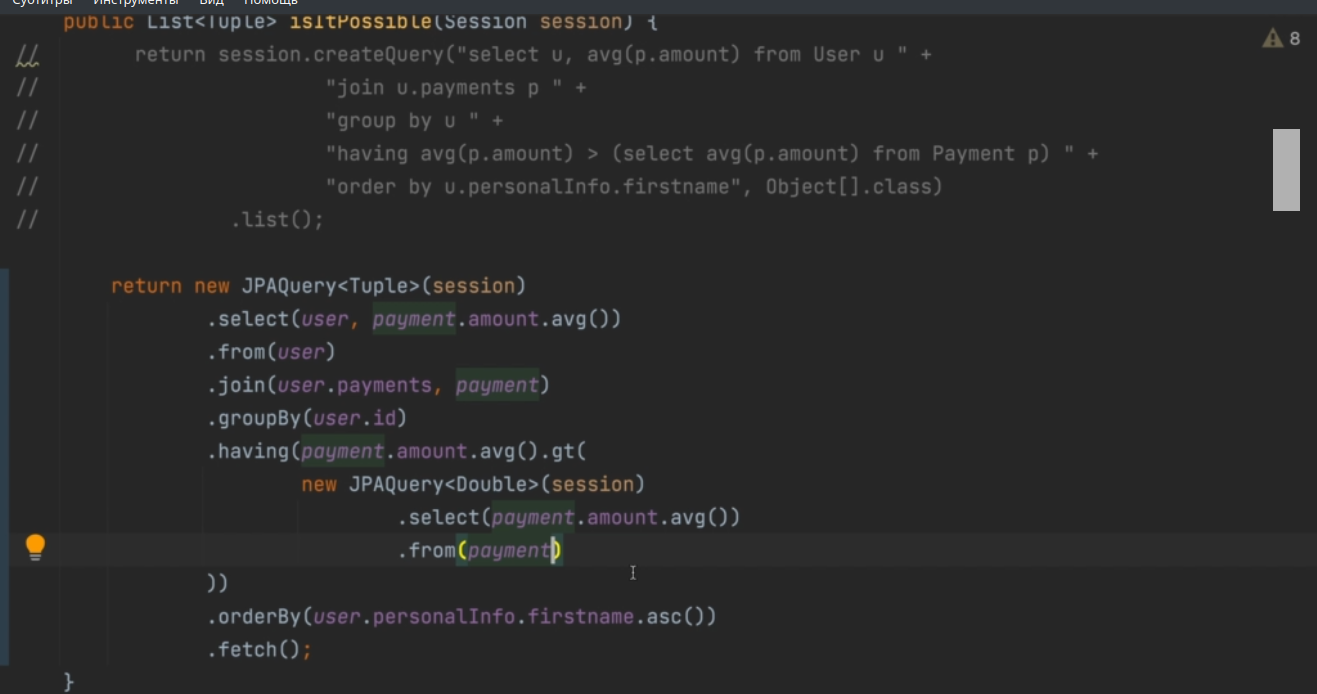 Субтитры Инструменты Вид Помощь
public List<Tuple> isItPossible(Session session) {
8
// return session.createQuery("select u, avg(p.amount) from User u " +
// "join u.payments p " +
// "group by u " +
// "having avg(p.amount) > (select avg(p.amount) from Payment p) " +
// "order by u.personalInfo.firstname", Object[].class)
// .list();
return new JPAQuery<Tuple>(session)
.select(user, payment.amount.avg())
.from(user)
.join(user.payments, payment)
.groupBy(user.id)
.having(payment.amount.avg().gt(
new JPAQuery<Double>(session)
.select(payment.amount.avg())
.from(payment)
))
.orderBy(user.personalInfo.firstname.asc())
.fetch();
}